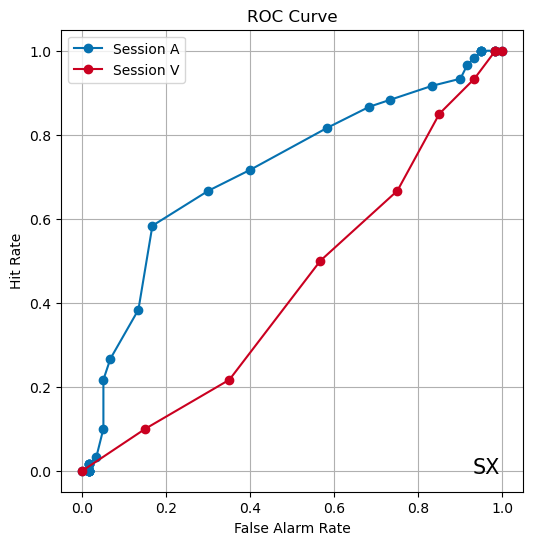 ROC Curve
Session A
Session V
1.0
0.8
0.6
0.4
0.2
0.0
Hit Rate
SX
0.0 0.2 0.4 0.6 0.8 1.0
False Alarm Rate